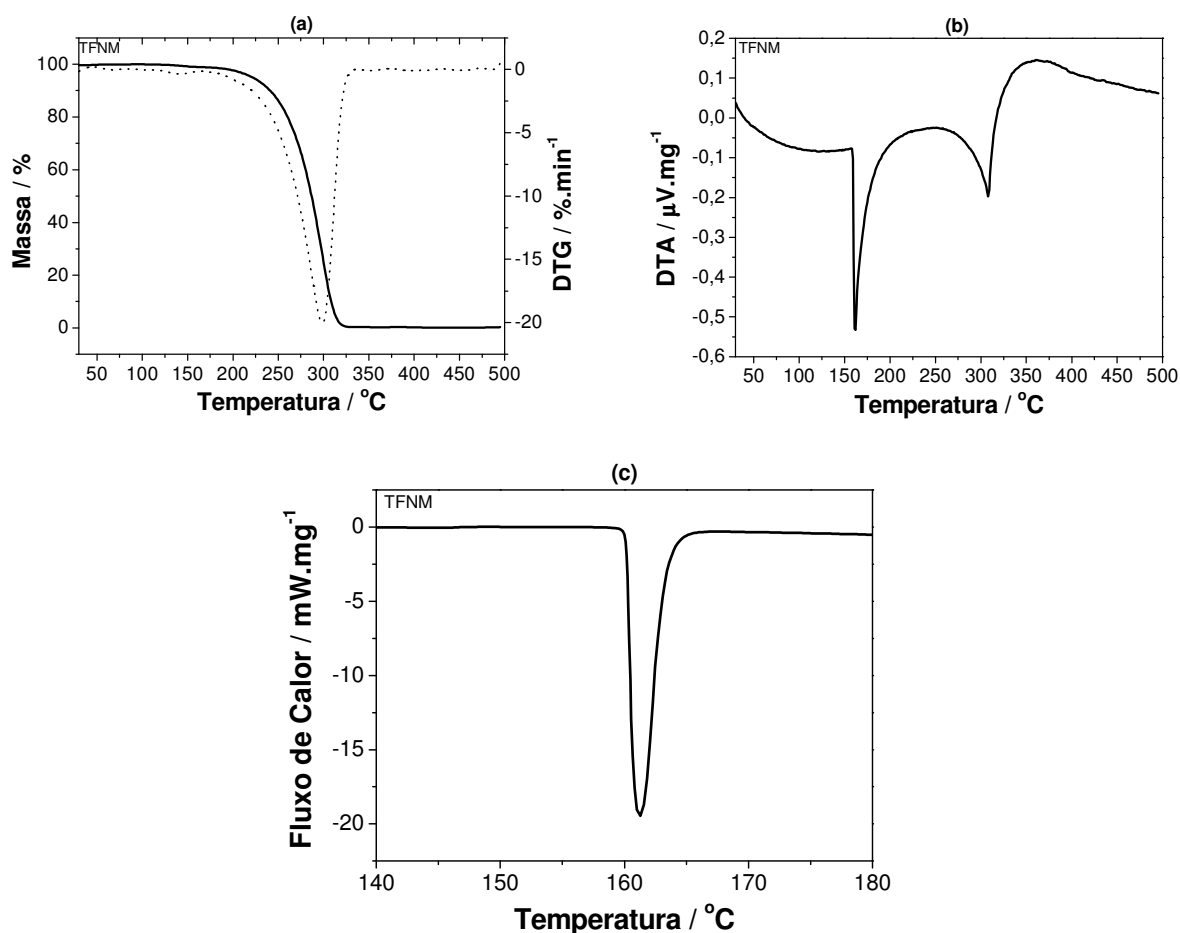 (a)
TFNM
100
80
60
40
20
0
Massa / %
0
-5
-10
-15
-20
DTG / %.min⁻¹
50 100 150 200 250 300 350 400 450 500
Temperatura / °C
(b)
TFNM
0,2
0,1
0,0
-0,1
-0,2
-0,3
-0,4
-0,5
-0,6
DTA / μV.mg⁻¹
50 100 150 200 250 300 350 400 450 500
Temperatura / °C
(c)
TFNM
0
-5
-10
-15
-20
Fluxo de Calor / mW.mg⁻¹
140 150 160 170 180
Temperatura / °C